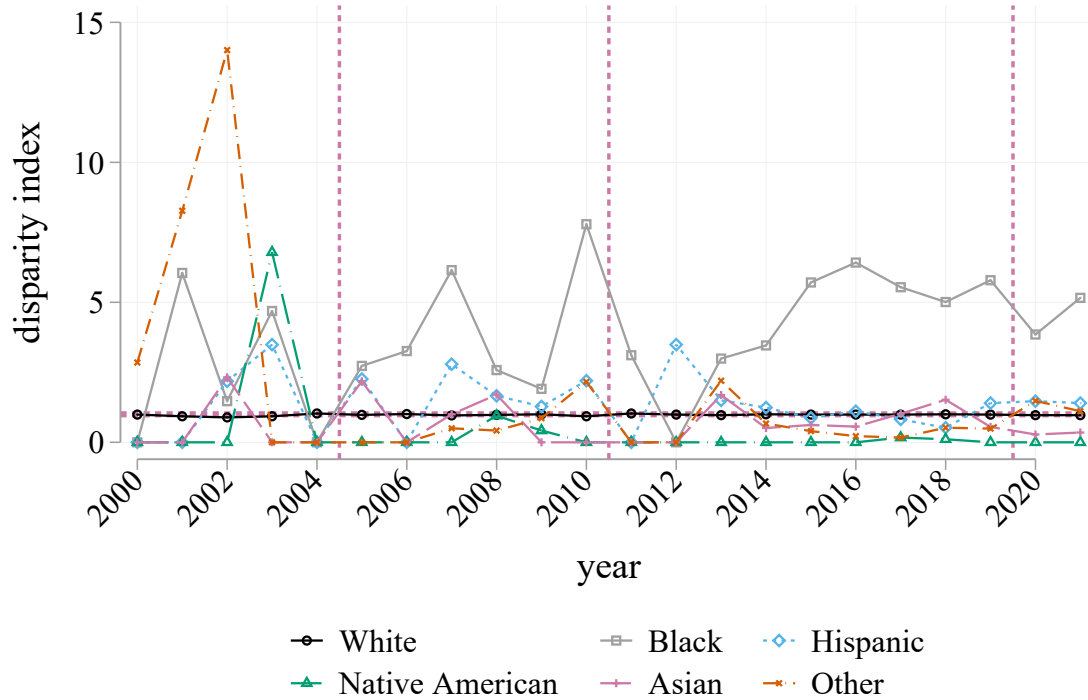 disparity index
15
10
5
0
2000 2002 2004 2006 2008 2010 2012 2014 2016 2018 2020
year
White Black Hispanic
Native American Asian Other